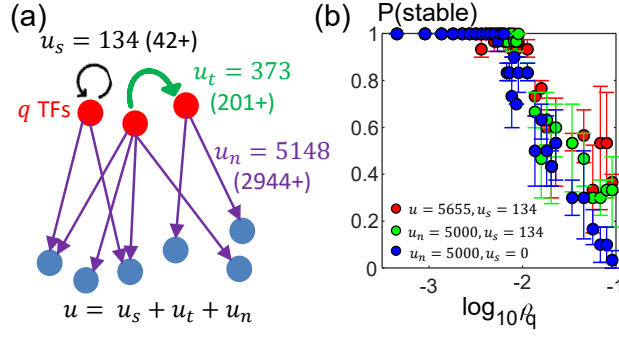 (a)
u_s = 134 (42+)
u_t = 373
(201+)
q TFs
u_n = 5148
(2944+)
u = u_s + u_t + u_n
(b)
P(stable)
1
0.8
0.6
0.4
0.2
0
u = 5655, u_s = 134
u_n = 5000, u_s = 134
u_n = 5000, u_s = 0
-3
-2
-1
log₁₀ρ_q